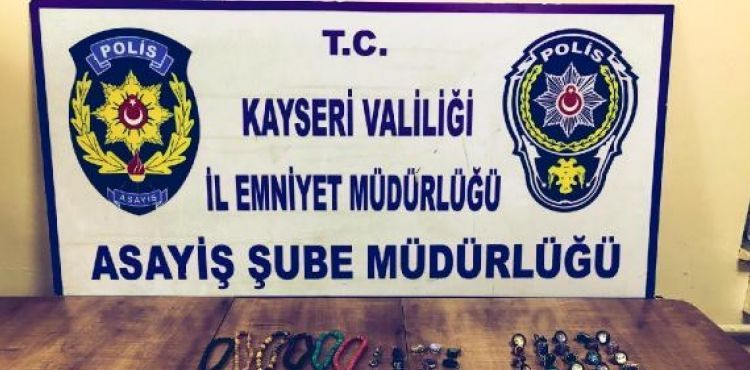 T.C.
KAYSERİ VALİLİĞİ
İL EMNİYET MÜDÜRLÜĞÜ
ASAYİŞ ŞUBE MÜDÜRLÜĞÜ
POLİS
ASAYİŞ
POLİS